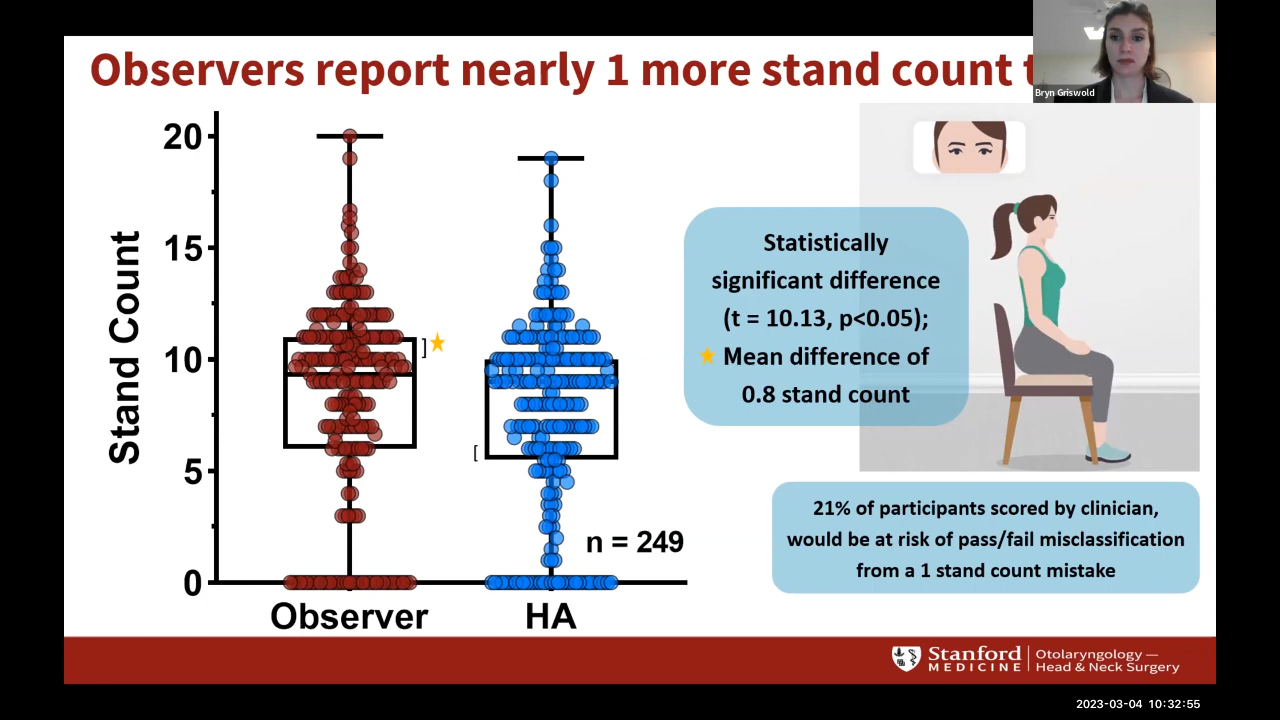 Observers report nearly 1 more stand count
Bryn Griswold
20
15
10
5
0
Stand Count
]
[
n = 249
Observer
HA
Statistically
significant difference
(t = 10.13, p<0.05);
Mean difference of
0.8 stand count
21% of participants scored by clinician,
would be at risk of pass/fail misclassification
from a 1 stand count mistake
Stanford
MEDICINE
Otolaryngology —
Head & Neck Surgery
2023-03-04 10:32:55